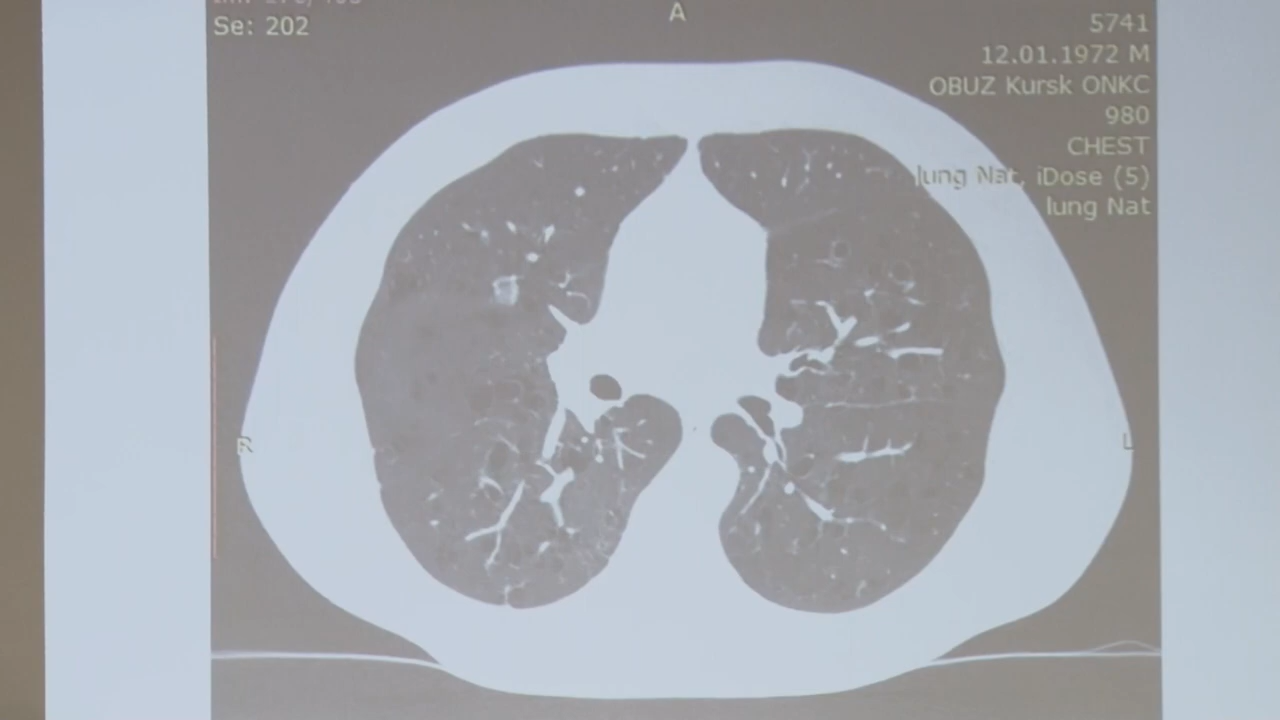 Se: 202
A
5741
12.01.1972 M
OBUZ Kursk ONKC
980
CHEST
lung Nat, iDose (5)
lung Nat
R
L